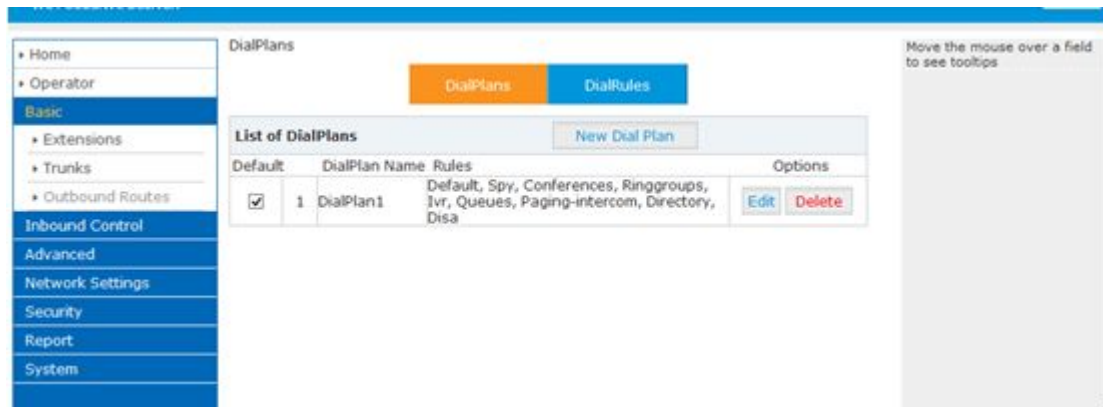 Home
Operator
Basic
Extensions
Trunks
Outbound Routes
Inbound Control
Advanced
Network Settings
Security
Report
System
DialPlans
DialPlans DialRules
List of DialPlans New Dial Plan
Default DialPlan Name Rules Options
1 DialPlan1 Default, Spy, Conferences, Ringgroups,
Ivr, Queues, Paging-intercom, Directory,
Disa
Edit Delete
Move the mouse over a field
to see tooltips